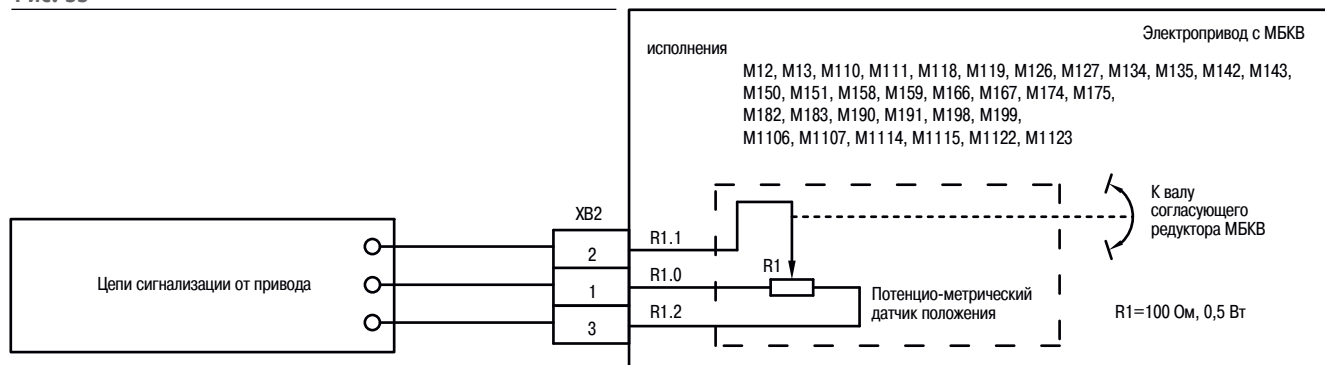 Электропривод с МБКВ
исполнения
М12, М13, М110, М111, М118, М119, М126, М127, М134, М135, М142, М143,
М150, М151, М158, М159, М166, М167, М174, М175,
М182, М183, М190, М191, М198, М199,
М1106, М1107, М1114, М1115, М1122, М1123
К валу
согласующего
редуктора МБКВ
ХВ2
R1.1
2
R1.0
R1
1
Цепи сигнализации от привода
Потенцио-метрический
датчик положения
R1=100 Ом, 0,5 Вт
R1.2
3